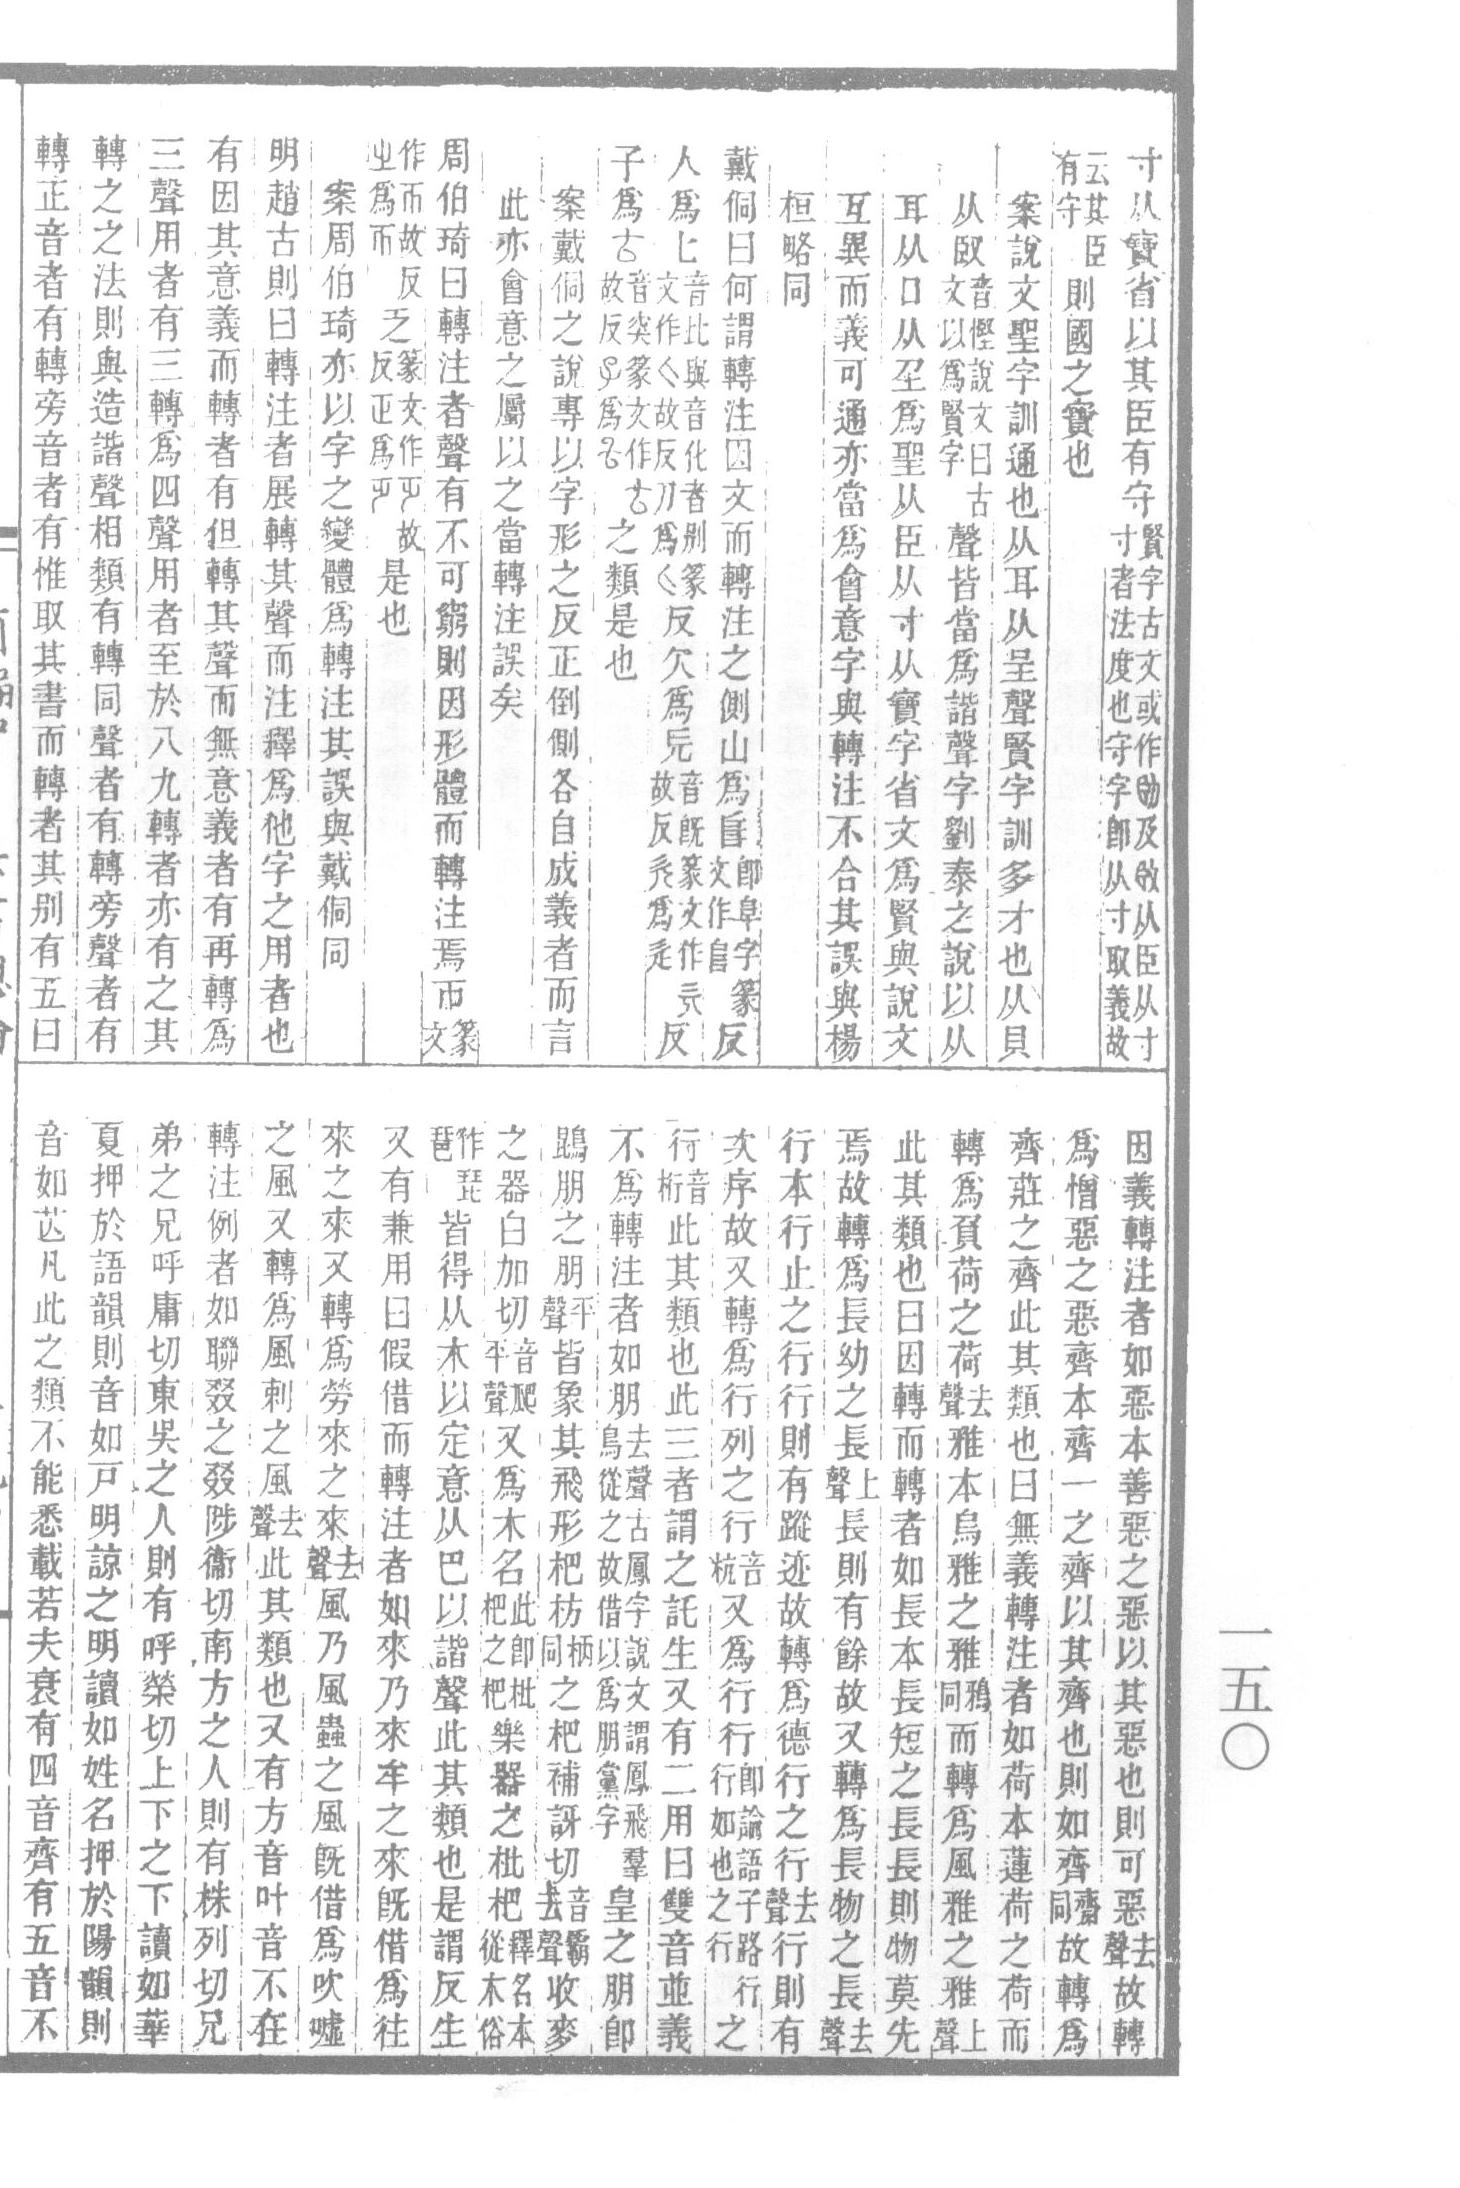 寸从寶省以其臣有守賢字古文或作及从臣从寸寸者法度也守字卽从寸取義故
云其臣有守則國之寶也
案說文聖字訓通也从耳从呈聲賢字訓多才也从貝
从臤音慳說文曰古文以爲賢字聲皆當爲諧聲字劉泰之說以从
耳从口从𡈼爲聖从臣从寸从寶字省文爲賢與說文
互異而義可通亦當爲會意字與轉注不合其誤與楊
桓略同
戴侗曰何謂轉注因文而轉注之側山爲𨸏卽阜字篆文作𨸏反
人爲匕音比與音化者別篆文作故反爲反欠爲旡音旣篆文作故反爲反
子爲𠫓音突篆文作故反爲之類是也
案戴侗之說專以字形之反正倒側各自成義者而言
此亦會意之屬以之當轉注誤矣
周伯琦曰轉注者聲有不可窮則因形體而轉注焉帀篆文
作而故反㞢爲帀𠄏篆文作故反正爲是也
案周伯琦亦以字之變體爲轉注其誤與戴侗同
明趙古則曰轉注者展轉其聲而注釋爲他字之用者也
有因其意義而轉者有但轉其聲而無意義者有再轉爲
三聲用者有三轉爲四聲用者至於八九轉者亦有之其
轉之之法則與造諧聲相類有轉同聲者有轉旁聲者有
轉正音者有轉旁音者有惟取其書而轉者其別有五曰
因義轉注者如惡本善惡之惡以其惡也則可惡去聲故轉
爲憎惡之惡齊本齊一之齊以其齊也則如齊齋同故轉爲
齊莊之齊此其類也曰無義轉注者如荷本蓮荷之荷而
轉爲負荷之荷去聲雅本烏雅之雅鴉同而轉爲風雅之雅上聲
此其類也曰因轉而轉者如長本長短之長長則物莫先
焉故轉爲長幼之長上聲長則有餘故又轉爲長物之長去聲
行本行止之行行則有蹤迹故轉爲德行之行去聲行則有
次序故又轉爲行列之行音杭又爲行行卽論語子路行行如也之行之
行音桁此其類也此三者謂之託生又有二用曰雙音並義
不爲轉注者如朋去聲古鳳字說文謂鳳飛羣鳥從之故借以爲朋黨字皇之朋卽
鵾朋之朋平聲皆象其飛形杷枋柄同之杷補訝切音霸去聲收麥
之器白加切音爬平聲又爲木名此卽枇杷之杷樂器之枇杷釋名本從木俗
作琵琶皆得从木以定意从巴以諧聲此其類也是謂反生
又有兼用曰假借而轉注者如來乃來牟之來旣借爲往
來之來又轉爲勞來之來去聲風乃風蟲之風旣借爲吹噓
之風又轉爲風刺之風去聲此其類也又有方音叶音不在
轉注例者如聯叕之叕陟衞切南方之人則有株列切兄
弟之兄呼庸切東吳之人則有呼榮切上下之下讀如華
夏押於語韻則音如戸明諒之明讀如姓名押於陽韻則
音如芒凡此之類不能悉載若夫衰有四音齊有五音不
一五〇